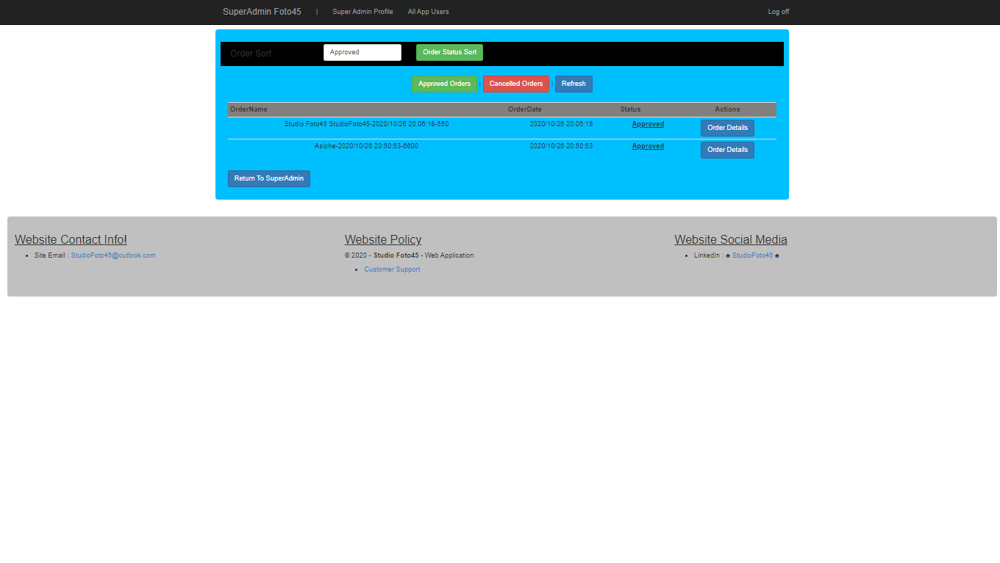 SuperAdmin Foto45 | Super Admin Profile All App Users Log off
Order Sort Approved Order Status Sort
Approved Orders | Cancelled Orders | Refresh
OrderName OrderDate Status Actions
Studio Foto45 StudioFoto45-2020/10/26 20:06:18-550 2020/10/26 20:06:18 Approved Order Details
Asiphe-2020/10/26 20:50:53-6600 2020/10/26 20:50:53 Approved Order Details
Return To SuperAdmin
Website Contact Info!
• Site Email : StudioFoto45@outlook.com
Website Policy
© 2020 - Studio Foto45 - Web Application
• Customer Support
Website Social Media
• LinkedIn : ☻ StudioFoto45 ☻